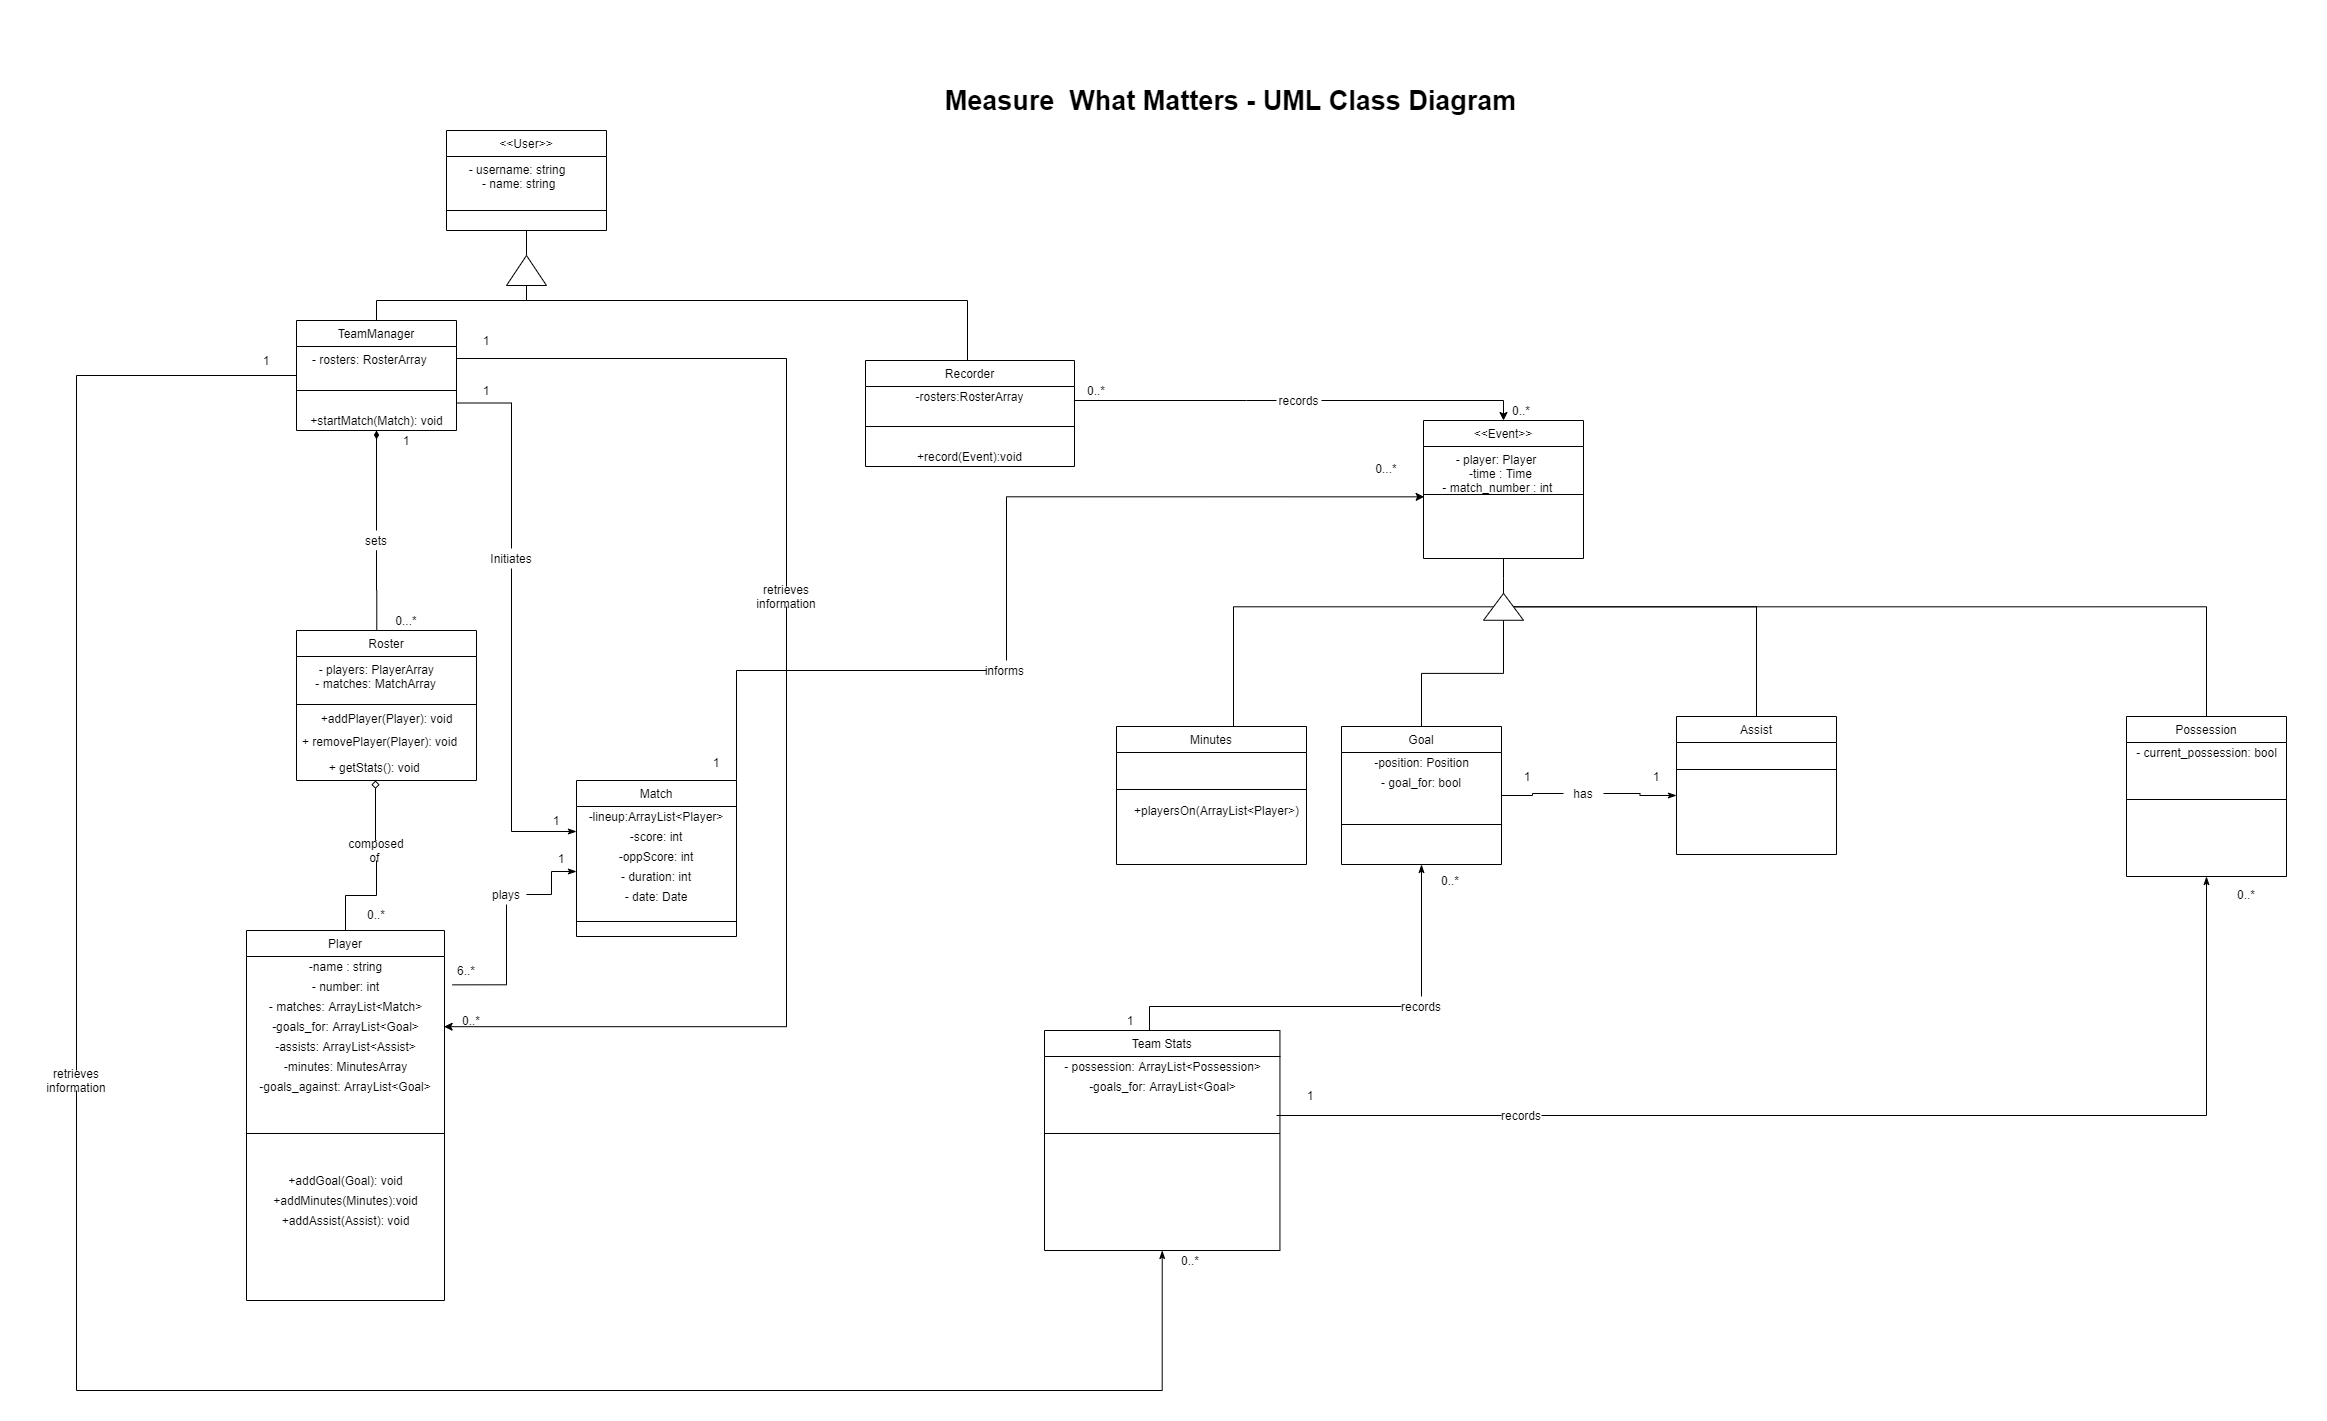 Measure  What Matters - UML Class Diagram
<<User>>
- username: string
- name: string
TeamManager
- rosters: RosterArray
+startMatch(Match): void
1
1
1
1
Recorder
-rosters:RosterArray
+record(Event):void
0..*
records
0..*
<<Event>>
- player: Player
-time : Time
- match_number : int
0...*
sets
Initiates
retrieves
information
0...*
Roster
- players: PlayerArray
- matches: MatchArray
+addPlayer(Player): void
+ removePlayer(Player): void
+ getStats(): void
informs
1
Match
-lineup:ArrayList<Player>
-score: int
-oppScore: int
- duration: int
- date: Date
1
1
plays
6..*
composed
of
0..*
Player
-name : string
- number: int
- matches: ArrayList<Match>
-goals_for: ArrayList<Goal>
-assists: ArrayList<Assist>
-minutes: MinutesArray
-goals_against: ArrayList<Goal>
+addGoal(Goal): void
+addMinutes(Minutes):void
+addAssist(Assist): void
0..*
retrieves
information
Minutes
+playersOn(ArrayList<Player>)
Goal
-position: Position
- goal_for: bool
1
has
1
Assist
Possession
- current_possession: bool
0..*
0..*
records
1
Team Stats
- possession: ArrayList<Possession>
-goals_for: ArrayList<Goal>
1
records
0..*